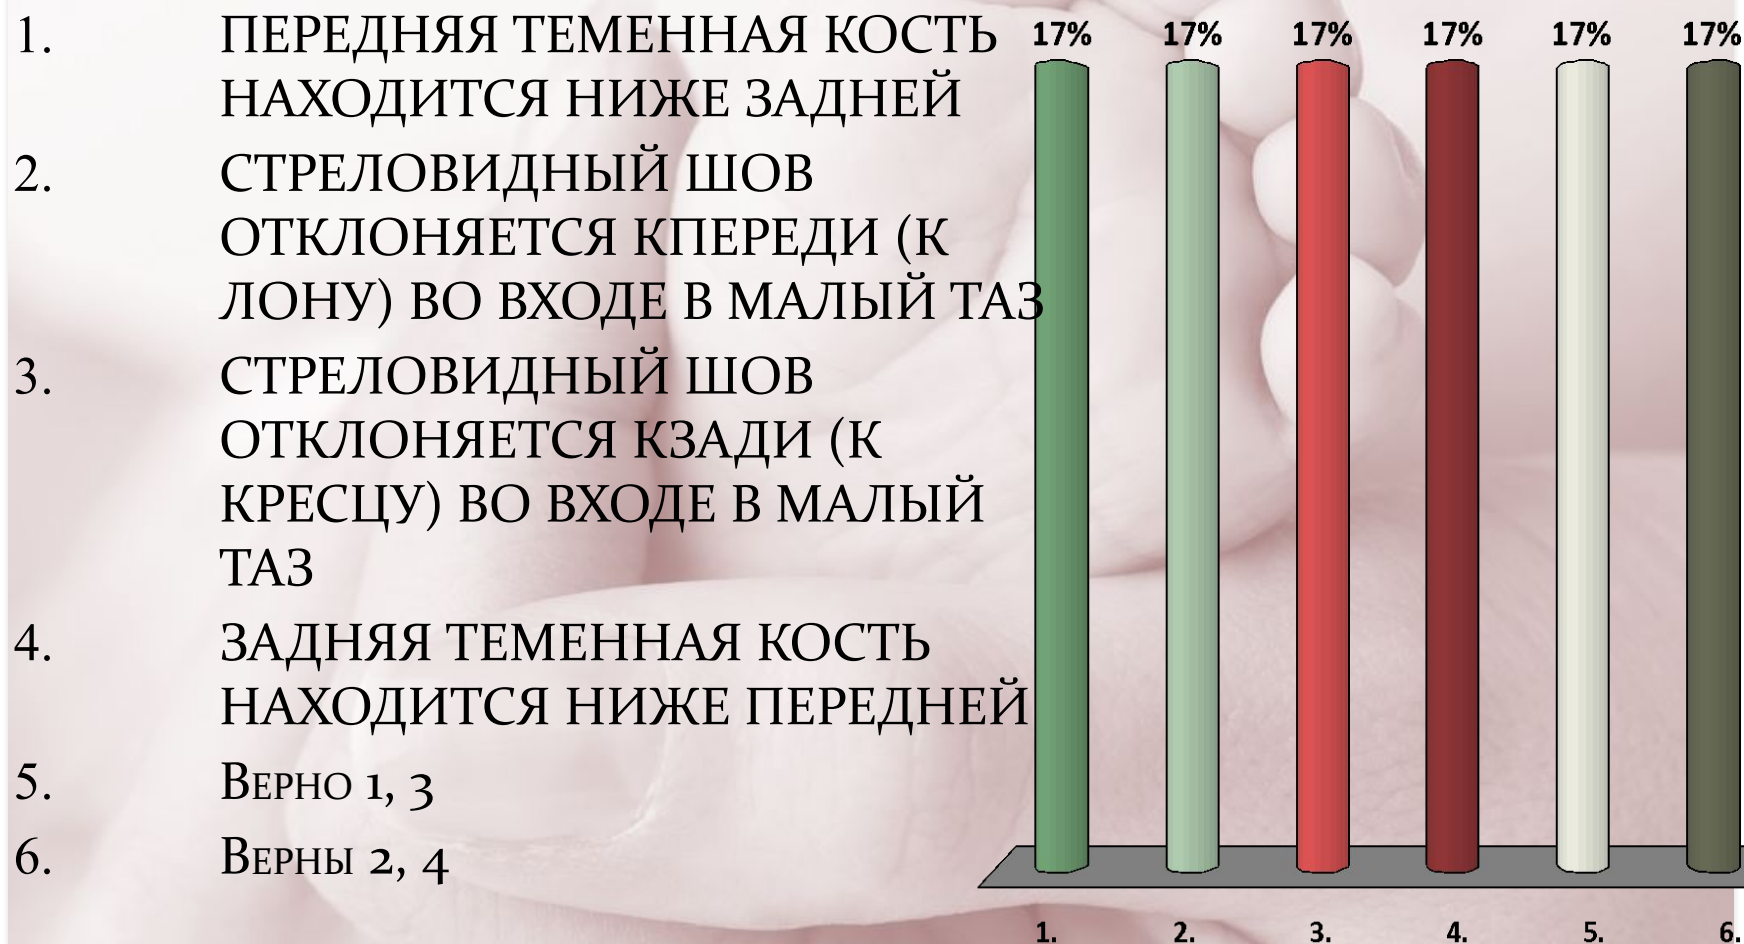 1. ПЕРЕДНЯЯ ТЕМЕННАЯ КОСТЬ
НАХОДИТСЯ НИЖЕ ЗАДНЕЙ
2. СТРЕЛОВИДНЫЙ ШОВ
ОТКЛОНЯЕТСЯ КПЕРЕДИ (К
ЛОНУ) ВО ВХОДЕ В МАЛЫЙ ТАЗ
3. СТРЕЛОВИДНЫЙ ШОВ
ОТКЛОНЯЕТСЯ КЗАДИ (К
КРЕСЦУ) ВО ВХОДЕ В МАЛЫЙ
ТАЗ
4. ЗАДНЯЯ ТЕМЕННАЯ КОСТЬ
НАХОДИТСЯ НИЖЕ ПЕРЕДНЕЙ
5. Верно 1, 3
6. Верны 2, 4
17% 17% 17% 17% 17% 17%
1. 2. 3. 4. 5. 6.